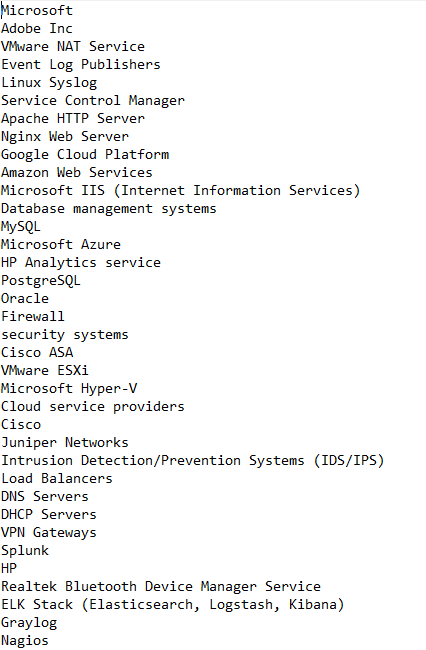 Microsoft
Adobe Inc
VMware NAT Service
Event Log Publishers
Linux Syslog
Service Control Manager
Apache HTTP Server
Nginx Web Server
Google Cloud Platform
Amazon Web Services
Microsoft IIS (Internet Information Services)
Database management systems
MySQL
Microsoft Azure
HP Analytics service
PostgreSQL
Oracle
Firewall
security systems
Cisco ASA
VMware ESXi
Microsoft Hyper-V
Cloud service providers
Cisco
Juniper Networks
Intrusion Detection/Prevention Systems (IDS/IPS)
Load Balancers
DNS Servers
DHCP Servers
VPN Gateways
Splunk
HP
Realtek Bluetooth Device Manager Service
ELK Stack (Elasticsearch, Logstash, Kibana)
Graylog
Nagios